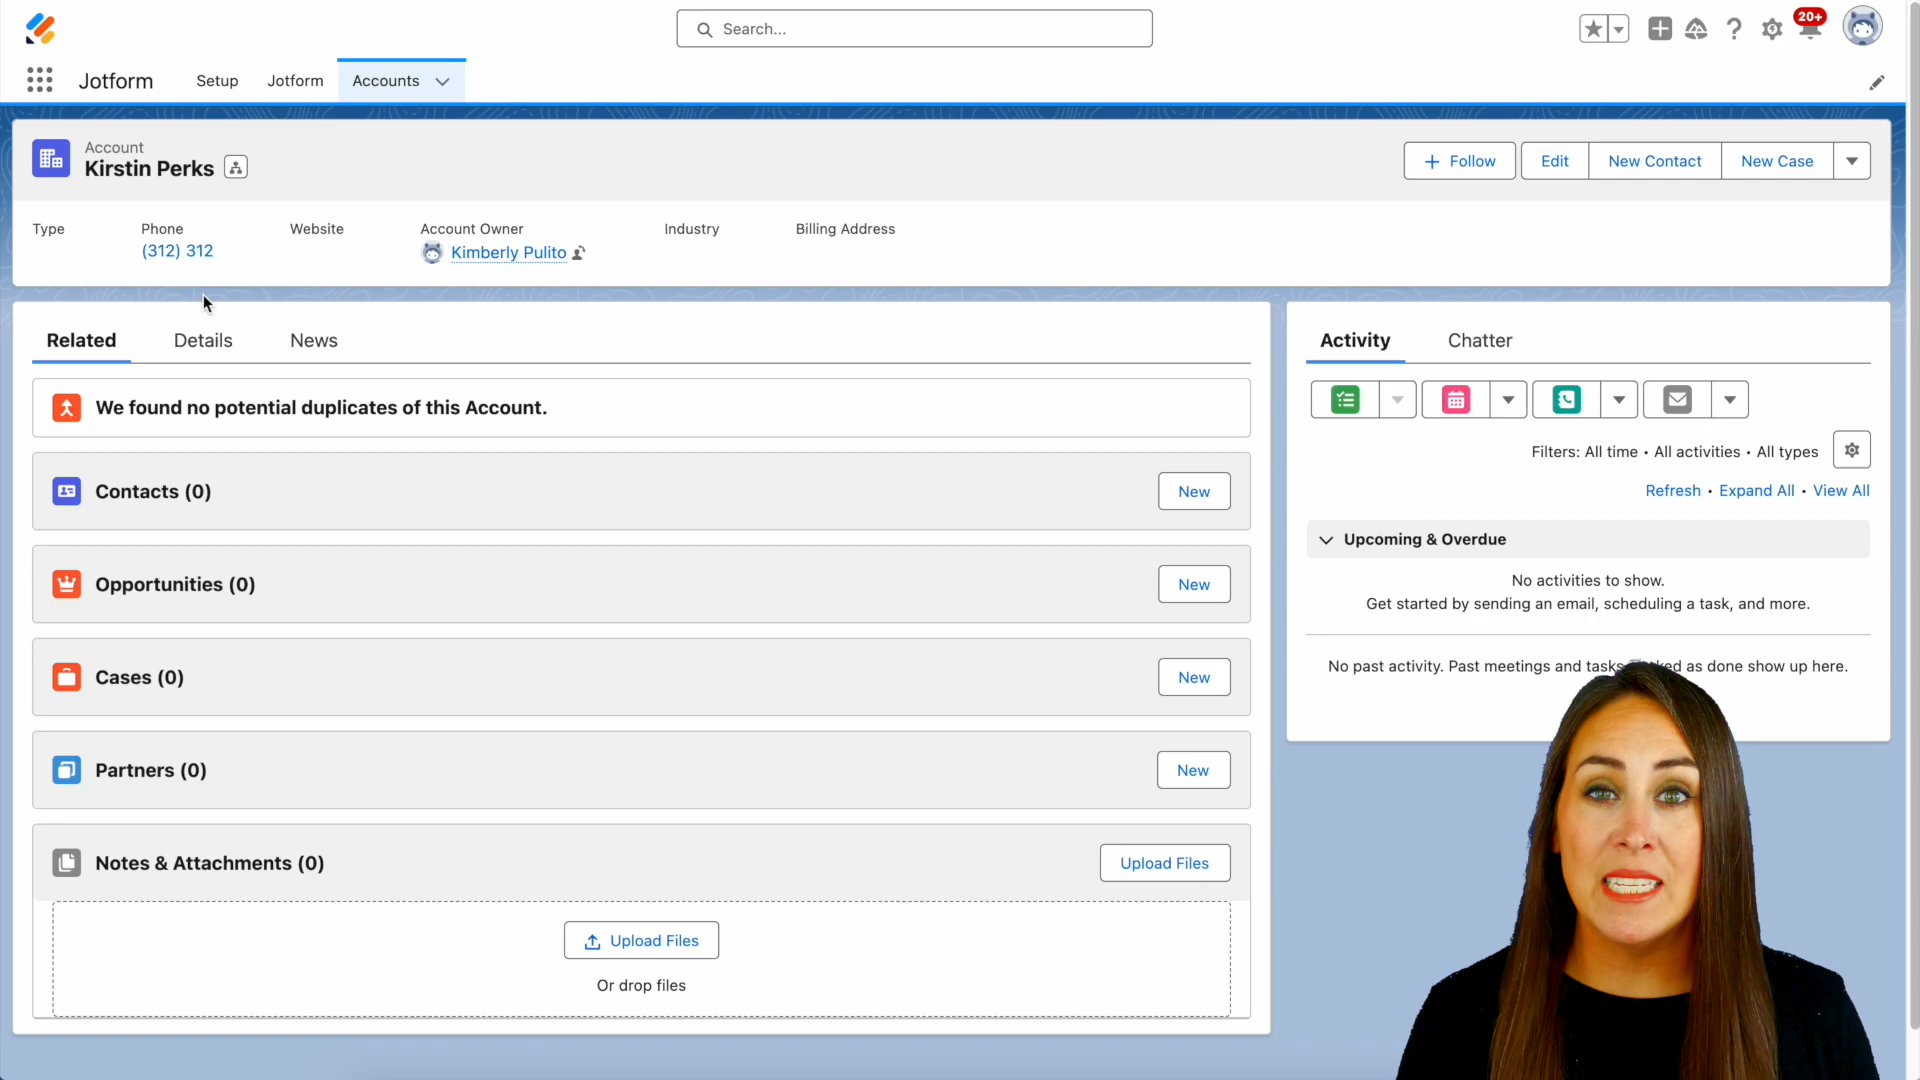 Search...
20+
Jotform
Setup
Jotform
Accounts
Account
Kirstin Perks
Follow
Edit
New Contact
New Case
Type
Phone
Website
Account Owner
Industry
Billing Address
(312) 312
Kimberly Pulito
Related
Details
News
We found no potential duplicates of this Account.
Contacts (0)
New
Opportunities (0)
New
Cases (0)
New
Partners (0)
New
Notes & Attachments (0)
Upload Files
Upload Files
Or drop files
Activity
Chatter
Filters: All time • All activities • All types
Refresh • Expand All • View All
Upcoming & Overdue
No activities to show.
Get started by sending an email, scheduling a task, and more.
No past activity. Past meetings and tasks as done show up here.